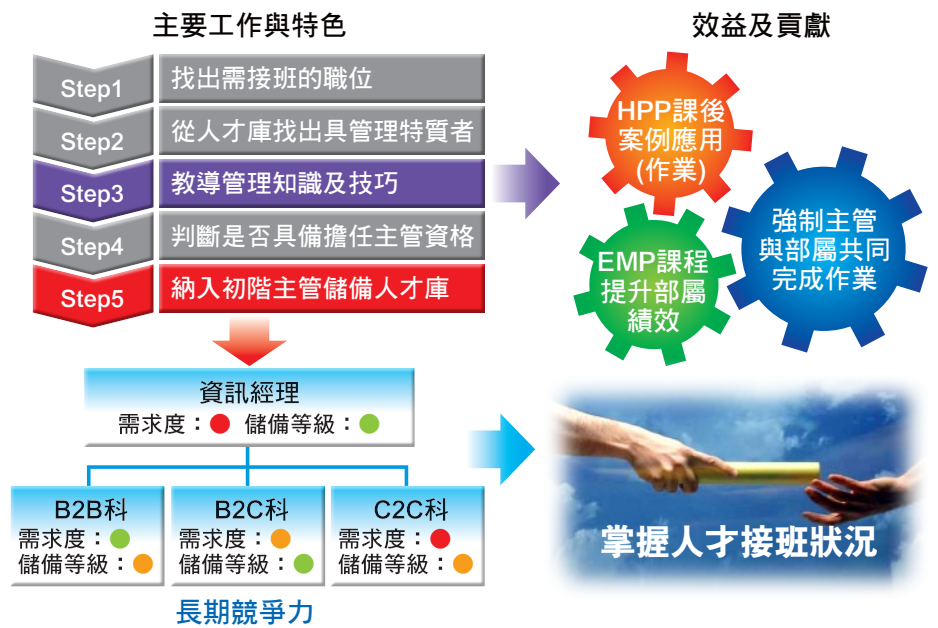 主要工作與特色
Step1
找出需接班的職位
Step2
從人才庫找出具管理特質者
Step3
教導管理知識及技巧
Step4
判斷是否具備擔任主管資格
Step5
納入初階主管儲備人才庫
資訊經理
需求度： 儲備等級：
B2B科
需求度：
儲備等級：
B2C科
需求度：
儲備等級：
C2C科
需求度：
儲備等級：
長期競爭力
效益及貢獻
HPP課後
案例應用
(作業)
EMP課程
提升部屬
績效
強制主管
與部屬共同
完成作業
掌握人才接班狀況